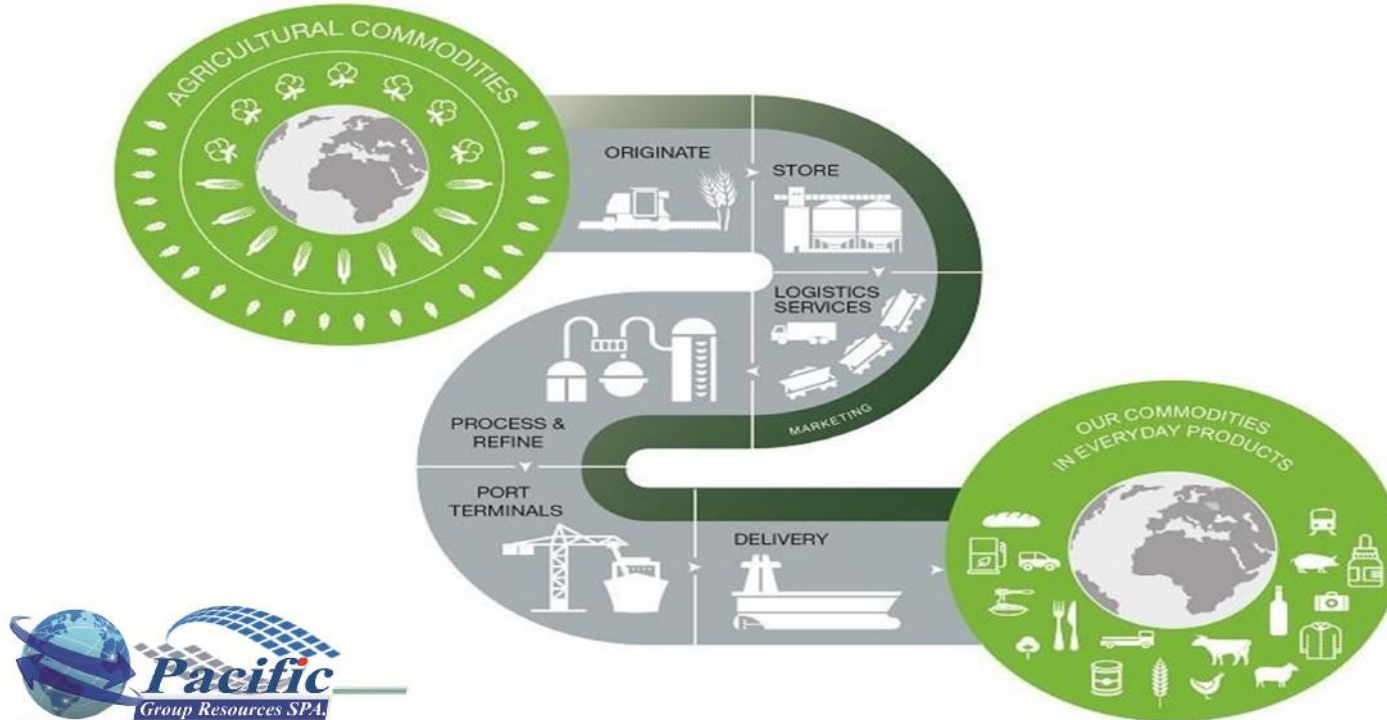 AGRICULTURAL COMMODITIES
ORIGINATE
STORE
LOGISTICS
SERVICES
PROCESS &
REFINE
MARKETING
PORT
TERMINALS
DELIVERY
OUR COMMODITIES
IN EVERYDAY PRODUCTS
Pacific
Group Resources SPA.